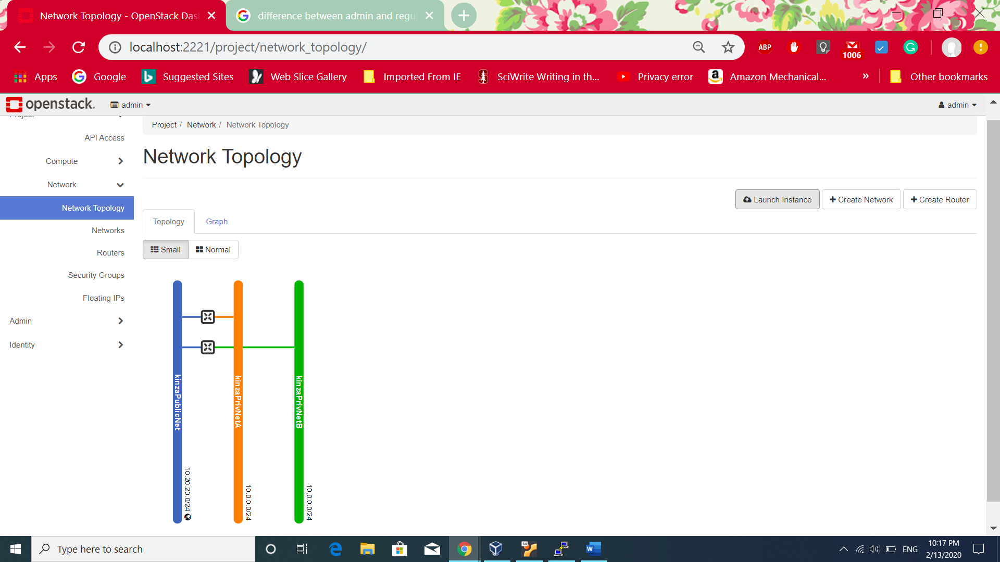 Network Topology - OpenStack Das
difference between admin and regu
localhost:2221/project/network_topology/
ABP
1006
Apps
Google
Suggested Sites
Web Slice Gallery
Imported From IE
SciWrite Writing in th...
Privacy error
Amazon Mechanical...
»
Other bookmarks
openstack.
admin
admin
Project
API Access
Compute
Network
Network Topology
Networks
Routers
Security Groups
Floating IPs
Admin
Identity
Project / Network / Network Topology
Network Topology
Launch Instance
Create Network
Create Router
Topology
Graph
Small
Normal
kinzaPublicNet
10.20.20.0/24
kinzaPrivNetA
10.0.0.0/24
kinzaPrivNetB
10.0.0.0/24
Type here to search
64
ENG
10:17 PM
2/13/2020